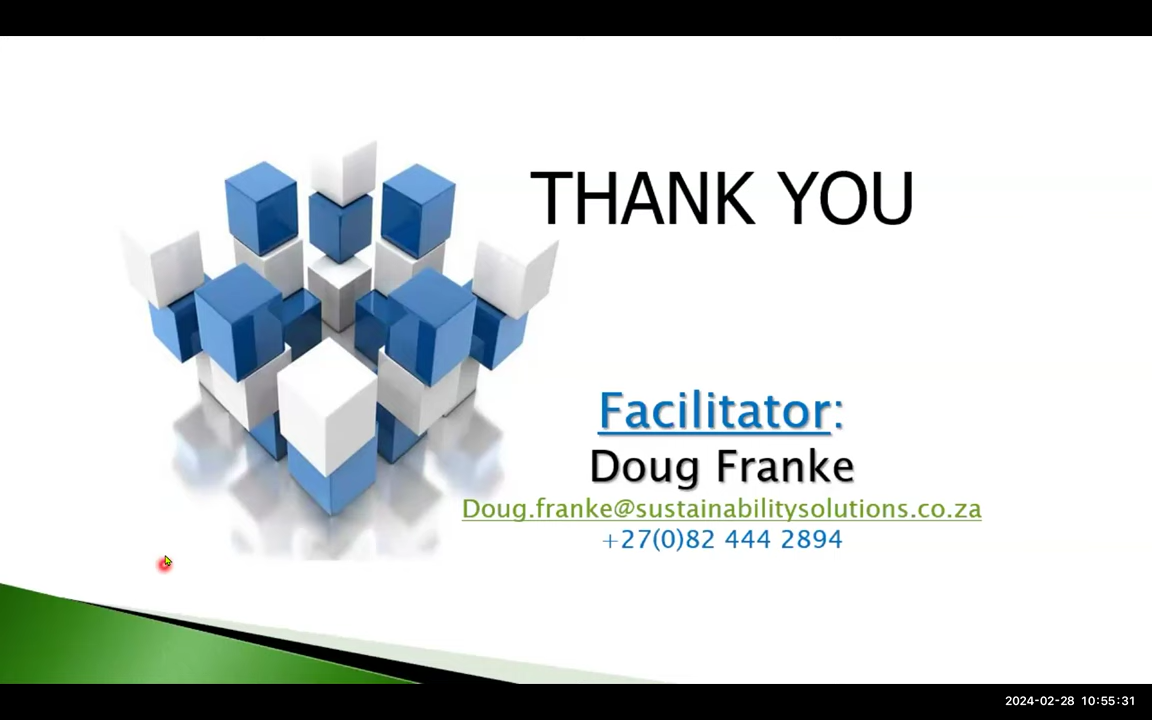 THANK YOU
Facilitator:
Doug Franke
Doug.franke@sustainabilitysolutions.co.za
+27(0)82 444 2894
2024-02-28 10:55:31